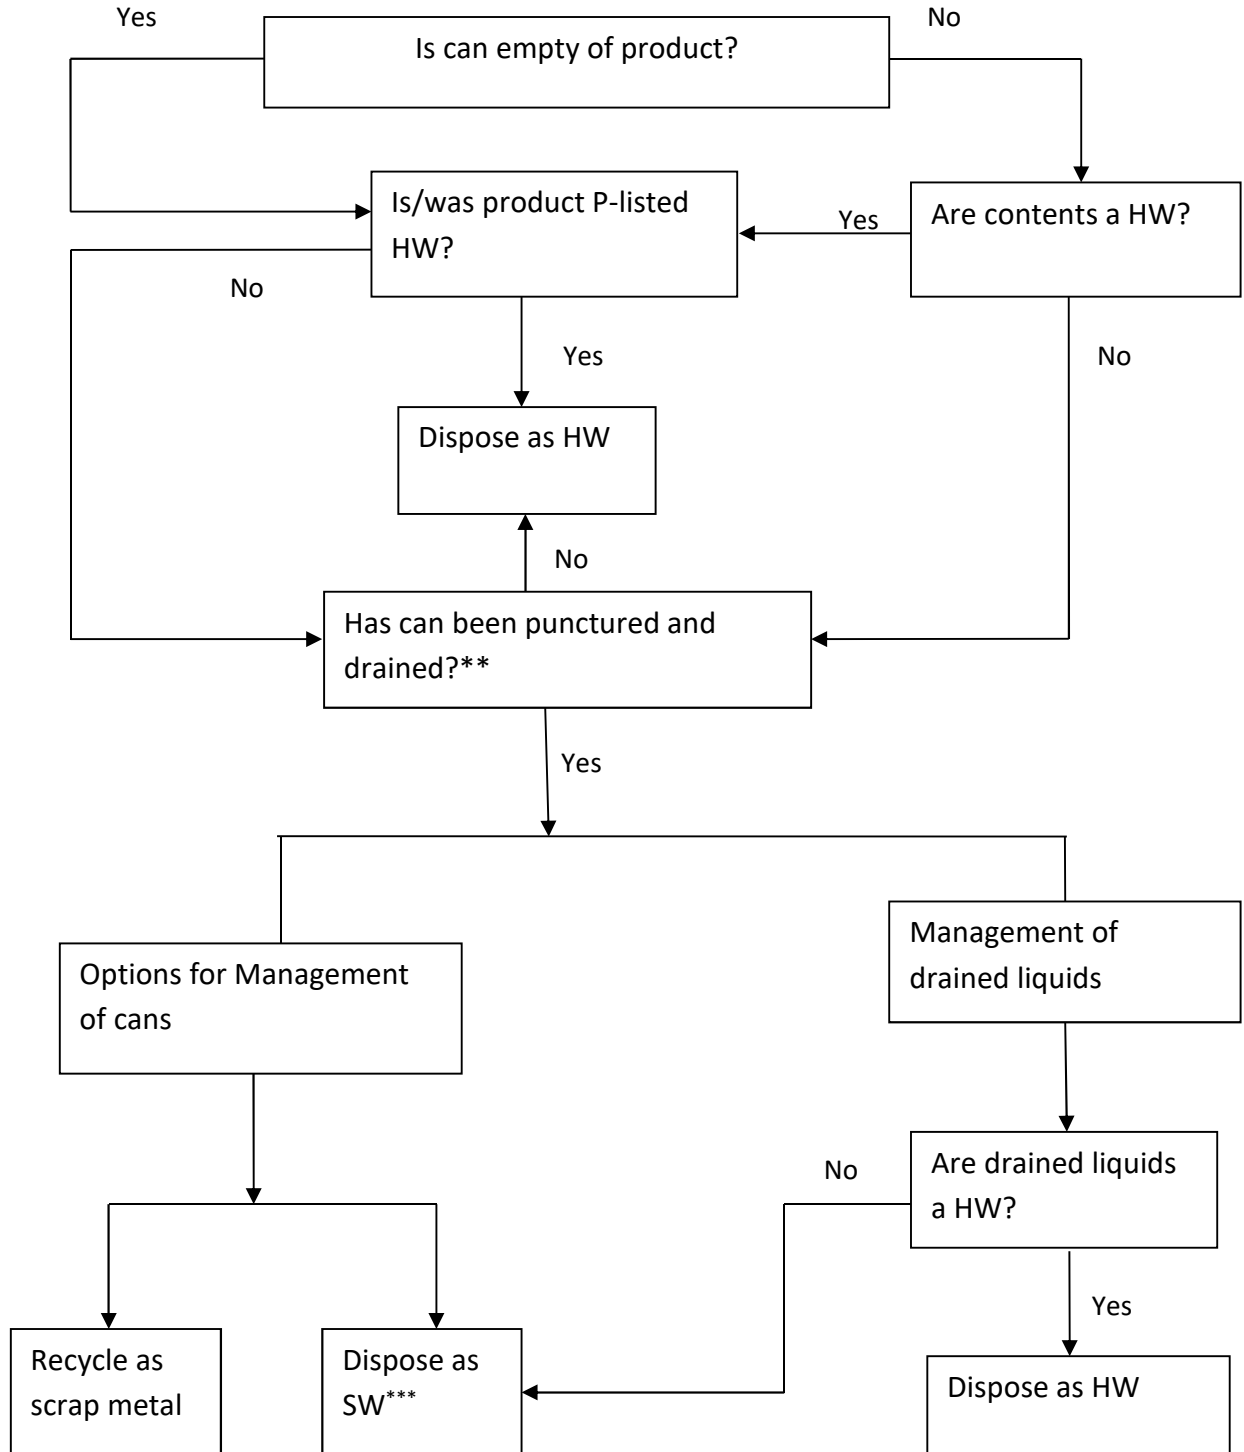 Yes
No
Is can empty of product?
Is/was product P-listed
HW?
Yes
Are contents a HW?
No
Yes
No
Dispose as HW
No
Has can been punctured and
drained?**
Yes
Options for Management
of cans
Management of
drained liquids
No
Are drained liquids
a HW?
Yes
Recycle as
scrap metal
Dispose as
SW***
Dispose as HW